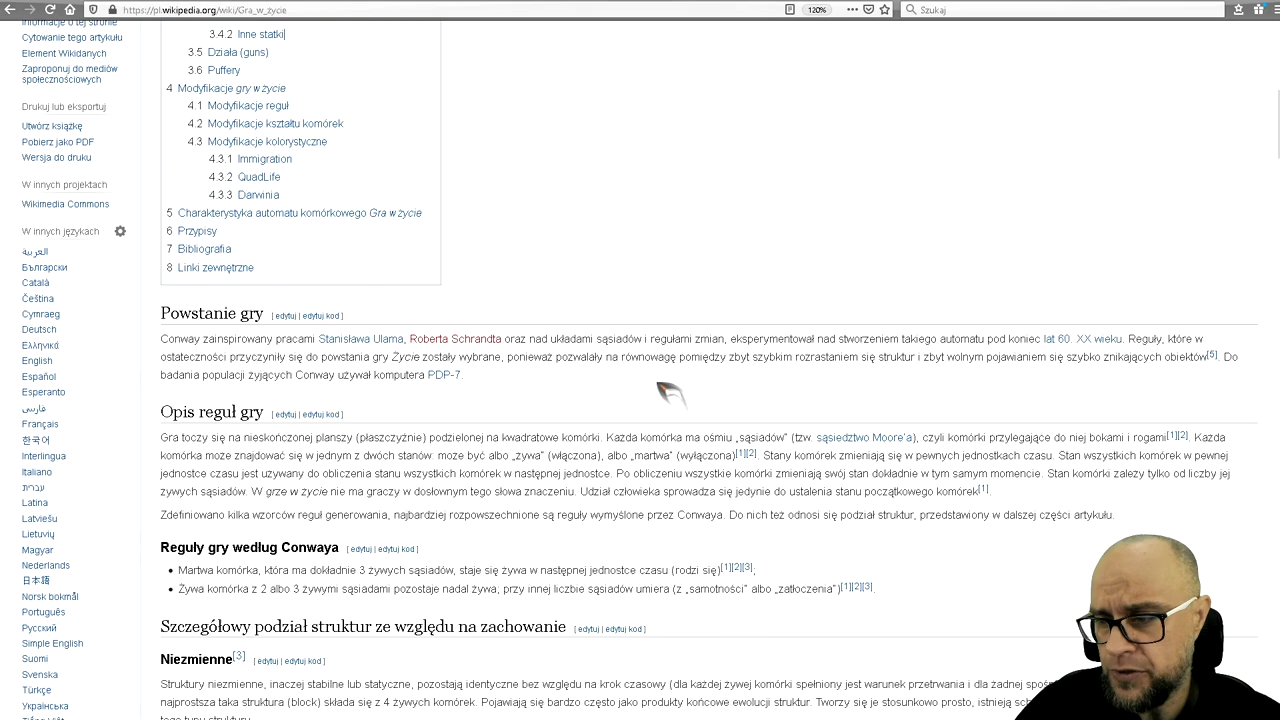 https://pl.wikipedia.org/wiki/Gra_w_życie
120%
Szukaj
Informacje o tej stronie
Cytowanie tego artykułu
Element Wikidanych
Zaproponuj do mediów
społecznościowych
Drukuj lub eksportuj
Utwórz książkę
Pobierz jako PDF
Wersja do druku
W innych projektach
Wikimedia Commons
W innych językach
العربية
Български
Català
Čeština
Cymraeg
Deutsch
Ελληνικά
English
Español
Esperanto
فارسی
Français
한국어
Interlingua
Italiano
עברית
Latina
Latviešu
Lietuvių
Magyar
Nederlands
日本語
Norsk bokmål
Português
Русский
Simple English
Suomi
Svenska
Türkçe
Українська
3.4.2 Inne statki
3.5 Działa (guns)
3.6 Puffery
4 Modyfikacje gry w życie
4.1 Modyfikacje reguł
4.2 Modyfikacje kształtu komórek
4.3 Modyfikacje kolorystyczne
4.3.1 Immigration
4.3.2 QuadLife
4.3.3 Darwinia
5 Charakterystyka automatu komórkowego Gra w życie
6 Przypisy
7 Bibliografia
8 Linki zewnętrzne
Powstanie gry [ edytuj | edytuj kod ]
Conway zainspirowany pracami Stanisława Ulama, Roberta Schrandta oraz nad układami sąsiadów i regułami zmian, eksperymentował nad stworzeniem takiego automatu pod koniec lat 60. XX wieku. Reguły, które w
ostateczności przyczyniły się do powstania gry Życie zostały wybrane, ponieważ pozwalały na równowagę pomiędzy zbyt szybkim rozrastaniem się struktur i zbyt wolnym pojawianiem się szybko znikających obiektów[5]. Do
badania populacji żyjących Conway używał komputera PDP-7.
Opis reguł gry [ edytuj | edytuj kod ]
Gra toczy się na nieskończonej planszy (płaszczyźnie) podzielonej na kwadratowe komórki. Każda komórka ma ośmiu „sąsiadów” (tzw. sąsiedztwo Moore'a), czyli komórki przylegające do niej bokami i rogami[1][2]. Każda
komórka może znajdować się w jednym z dwóch stanów: może być albo „żywa” (włączona), albo „martwa” (wyłączona)[1][2]. Stany komórek zmieniają się w pewnych jednostkach czasu. Stan wszystkich komórek w pewnej
jednostce czasu jest używany do obliczenia stanu wszystkich komórek w następnej jednostce. Po obliczeniu wszystkie komórki zmieniają swój stan dokładnie w tym samym momencie. Stan komórki zależy tylko od liczby jej
żywych sąsiadów. W grze w życie nie ma graczy w dosłownym tego słowa znaczeniu. Udział człowieka sprowadza się jedynie do ustalenia stanu początkowego komórek[1].
Zdefiniowano kilka wzorców reguł generowania, najbardziej rozpowszechnione są reguły wymyślone przez Conwaya. Do nich też odnosi się podział struktur, przedstawiony w dalszej części artykułu.
Reguły gry według Conwaya [ edytuj | edytuj kod ]
• Martwa komórka, która ma dokładnie 3 żywych sąsiadów, staje się żywa w następnej jednostce czasu (rodzi się)[1][2][3];
• Żywa komórka z 2 albo 3 żywymi sąsiadami pozostaje nadal żywa; przy innej liczbie sąsiadów umiera (z „samotności” albo „zatłoczenia”)[1][2][3].
Szczegółowy podział struktur ze względu na zachowanie [ edytuj | edytuj kod ]
Niezmienne[3] [ edytuj | edytuj kod ]
Struktury niezmienne, inaczej stabilne lub statyczne, pozostają identyczne bez względu na krok czasowy (dla każdej żywej komórki spełniony jest warunek przetrwania i dla żadnej
najprostsza taka struktura (block) składa się z 4 żywych komórek. Pojawiają się bardzo często jako produkty końcowe ewolucji struktur. Tworzy się je stosunkowo prosto, istnieją
tego typu struktury.